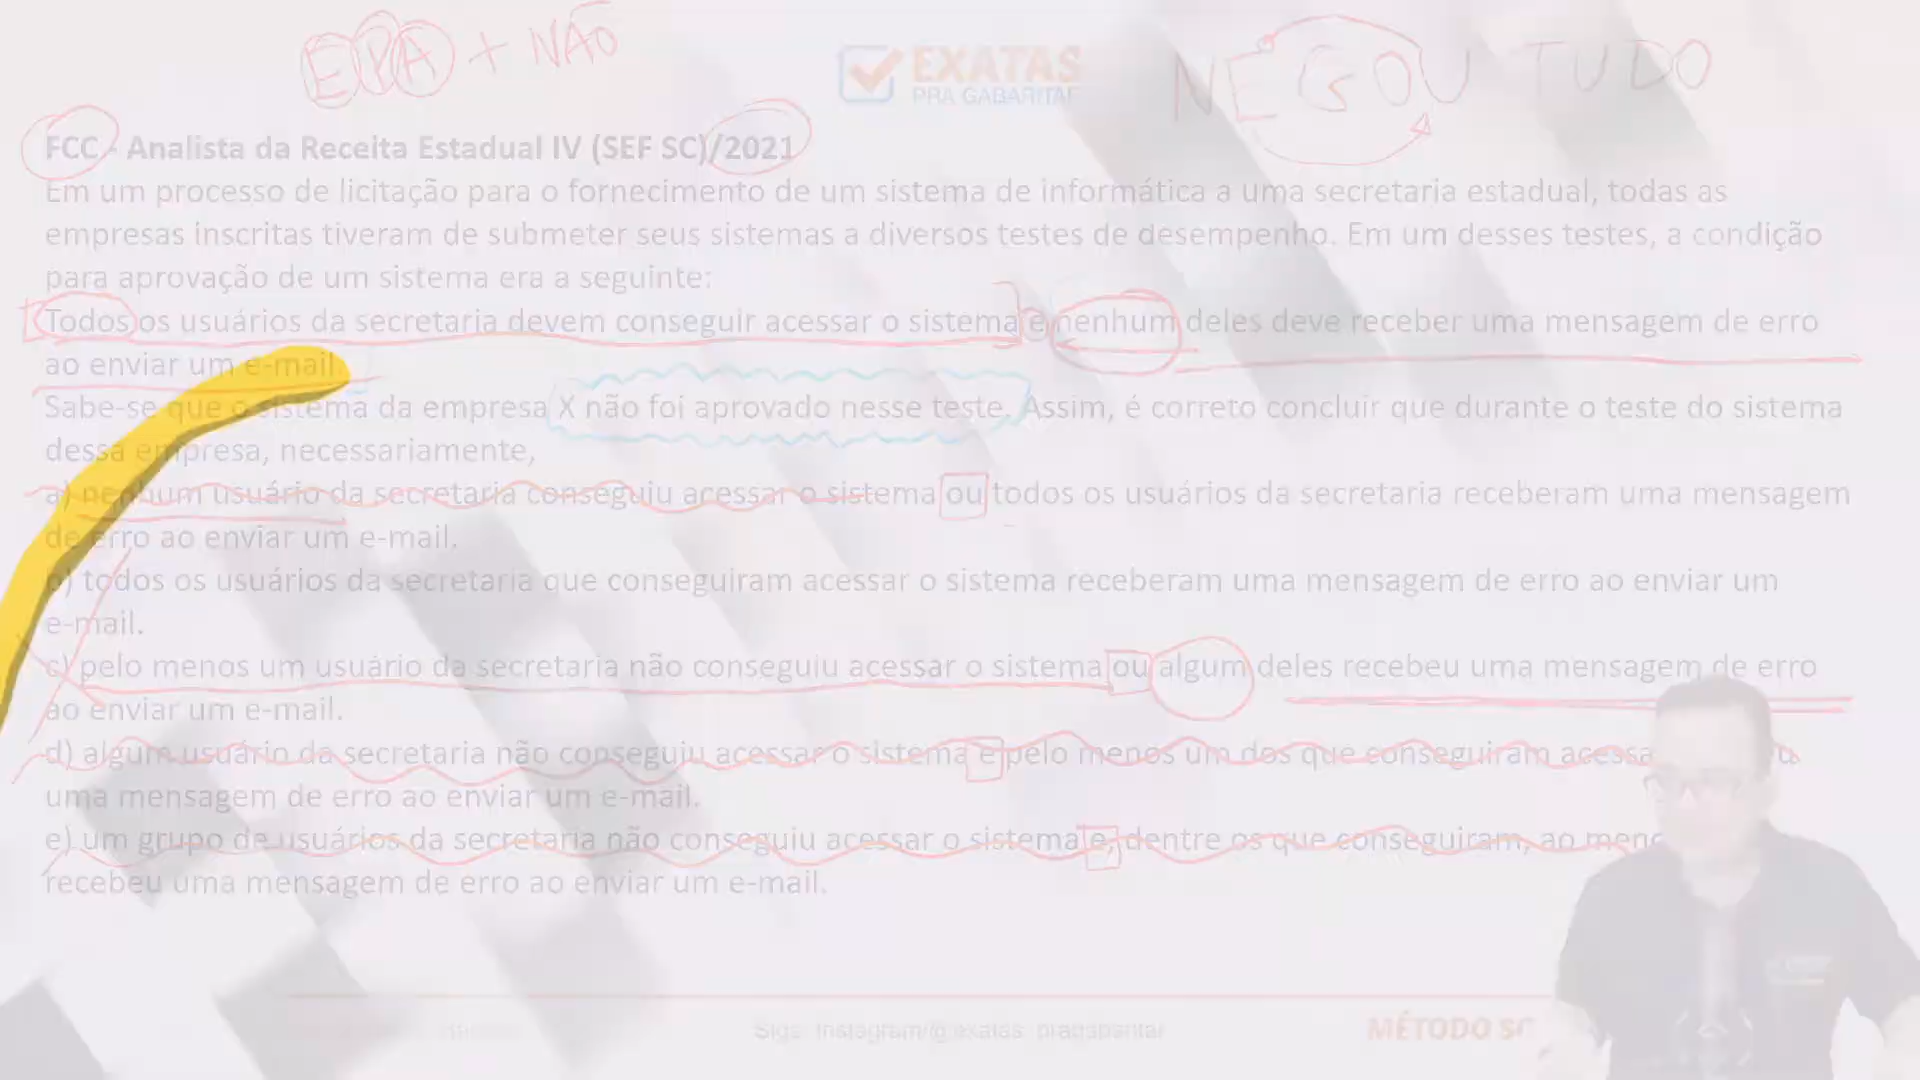 EPA + NÃO
EXATAS
PRA GABARITAR
NEGOU TUDO
FCC - Analista da Receita Estadual IV (SEF SC)/2021
Em um processo de licitação para o fornecimento de um sistema de informática a uma secretaria estadual, todas as
empresas inscritas tiveram de submeter seus sistemas a diversos testes de desempenho. Em um desses testes, a condição
para aprovação de um sistema era a seguinte:
Todos os usuários da secretaria devem conseguir acessar o sistema e nenhum deles deve receber uma mensagem de erro
ao enviar um e-mail.
Sabe-se que o sistema da empresa X não foi aprovado nesse teste. Assim, é correto concluir que durante o teste do sistema
dessa empresa, necessariamente,
a) nenhum usuário da secretaria conseguiu acessar o sistema ou todos os usuários da secretaria receberam uma mensagem
de erro ao enviar um e-mail.
b) todos os usuários da secretaria que conseguiram acessar o sistema receberam uma mensagem de erro ao enviar um
e-mail.
c) pelo menos um usuário da secretaria não conseguiu acessar o sistema ou algum deles recebeu uma mensagem de erro
ao enviar um e-mail.
d) algum usuário da secretaria não conseguiu acessar o sistema e pelo menos um dos que conseguiram acessa
uma mensagem de erro ao enviar um e-mail.
e) um grupo de usuários da secretaria não conseguiu acessar o sistema e, dentre os que conseguiram, ao meno
recebeu uma mensagem de erro ao enviar um e-mail.
Siga: Instagram/@exatas_pragabaritar
MÉTODO SC